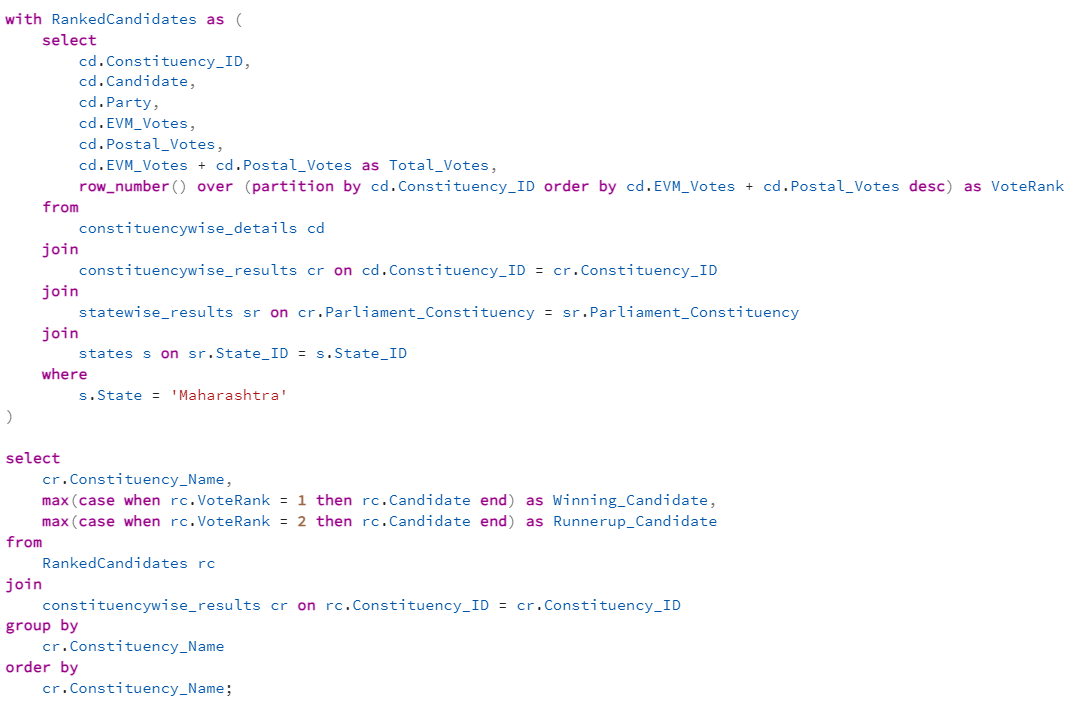 with RankedCandidates as (
    select
        cd.Constituency_ID,
        cd.Candidate,
        cd.Party,
        cd.EVM_Votes,
        cd.Postal_Votes,
        cd.EVM_Votes + cd.Postal_Votes as Total_Votes,
        row_number() over (partition by cd.Constituency_ID order by cd.EVM_Votes + cd.Postal_Votes desc) as VoteRank
    from
        constituencywise_details cd
    join
        constituencywise_results cr on cd.Constituency_ID = cr.Constituency_ID
    join
        statewise_results sr on cr.Parliament_Constituency = sr.Parliament_Constituency
    join
        states s on sr.State_ID = s.State_ID
    where
        s.State = 'Maharashtra'
)

select
    cr.Constituency_Name,
    max(case when rc.VoteRank = 1 then rc.Candidate end) as Winning_Candidate,
    max(case when rc.VoteRank = 2 then rc.Candidate end) as Runnerup_Candidate
from
    RankedCandidates rc
join
    constituencywise_results cr on rc.Constituency_ID = cr.Constituency_ID
group by
    cr.Constituency_Name
order by
    cr.Constituency_Name;